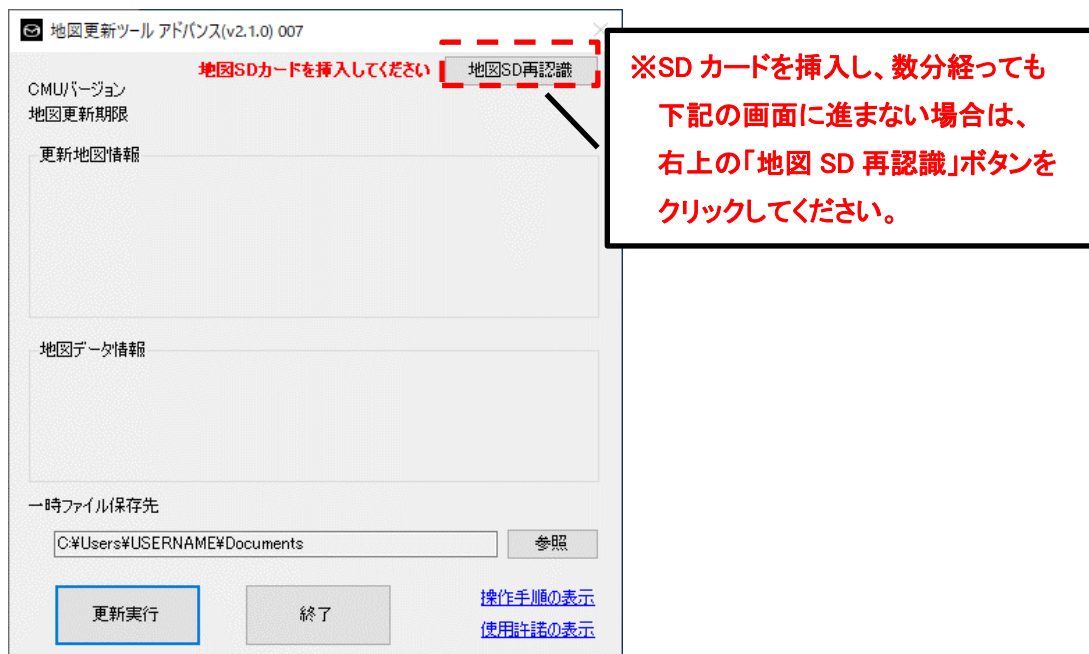 地図更新ツール アドバンス(v2.1.0) 007
地図SDカードを挿入してください
地図SD再認識
CMUバージョン
地図更新期限
更新地図情報
地図データ情報
一時ファイル保存先
C:¥Users¥USERNAME¥Documents
参照
更新実行
終了
操作手順の表示
使用許諾の表示
※SD カードを挿入し、数分経っても
下記の画面に進まない場合は、
右上の「地図 SD 再認識」ボタンを
クリックしてください。